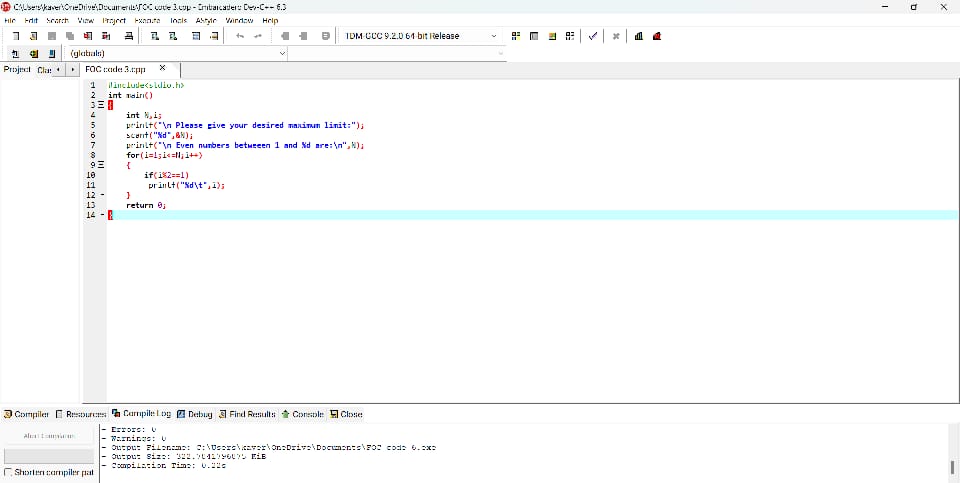 C:\Users\kaver\OneDrive\Documents\FOC code 3.cpp - Embarcadero Dev-C++ 6.3
File Edit Search View Project Execute Tools AStyle Window Help
TDM-GCC 9.2.0 64-bit Release
(globals)
Project Clas FOC code 3.cpp
1 #include<stdio.h>
2 int main()
3 {
4 int N,i;
5 printf("\n Please give your desired maximum limit:");
6 scanf("%d",&N);
7 printf("\n Even numbers betweeen 1 and %d are:\n",N);
8 for(i=1;i<=N;i++)
9 {
10 if(i%2==1)
11 printf("%d\t",i);
12 }
13 return 0;
14 }
Compiler Resources Compile Log Debug Find Results Console Close
Abort Compilation
Shorten compiler pat
- Errors: 0
- Warnings: 0
- Output Filename: C:\Users\kaver\OneDrive\Documents\FOC code 6.exe
- Output Size: KiB
- Compilation Time: 0.22s